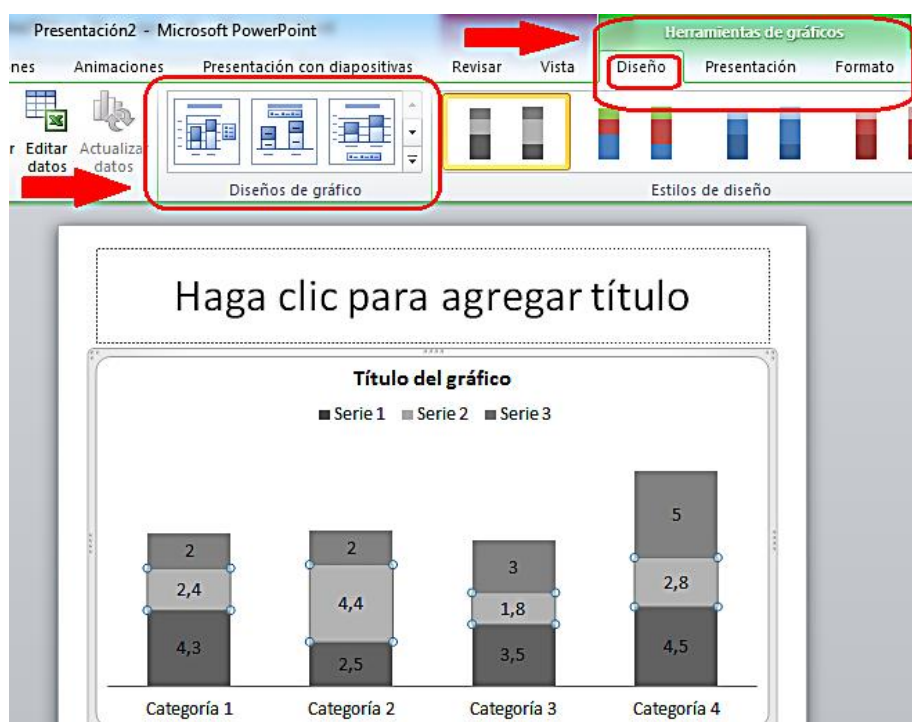 Presentación2 - Microsoft PowerPoint
Herramientas de gráficos
nes Animaciones Presentación con diapositivas Revisar Vista Diseño Presentación Formato
r Editar datos
Actualizar datos
Diseños de gráfico
Estilos de diseño
Haga clic para agregar título
Título del gráfico
Serie 1 Serie 2 Serie 3
5
2 2 3
2,4 4,4 1,8 2,8
4,3 2,5 3,5 4,5
Categoría 1 Categoría 2 Categoría 3 Categoría 4